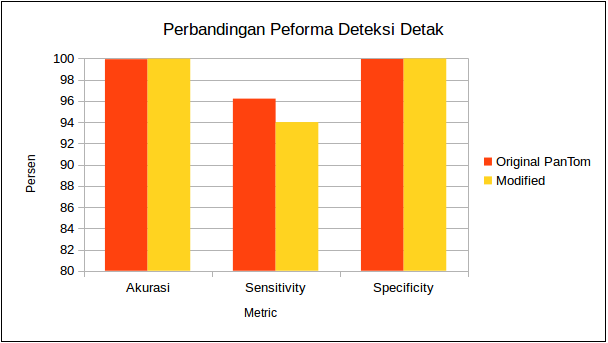 Perbandingan Peforma Deteksi Detak
100
98
96
94
92
90
88
86
84
82
80
Persen
Akurasi
Sensitivity
Specificity
Metric
Original PanTom
Modified